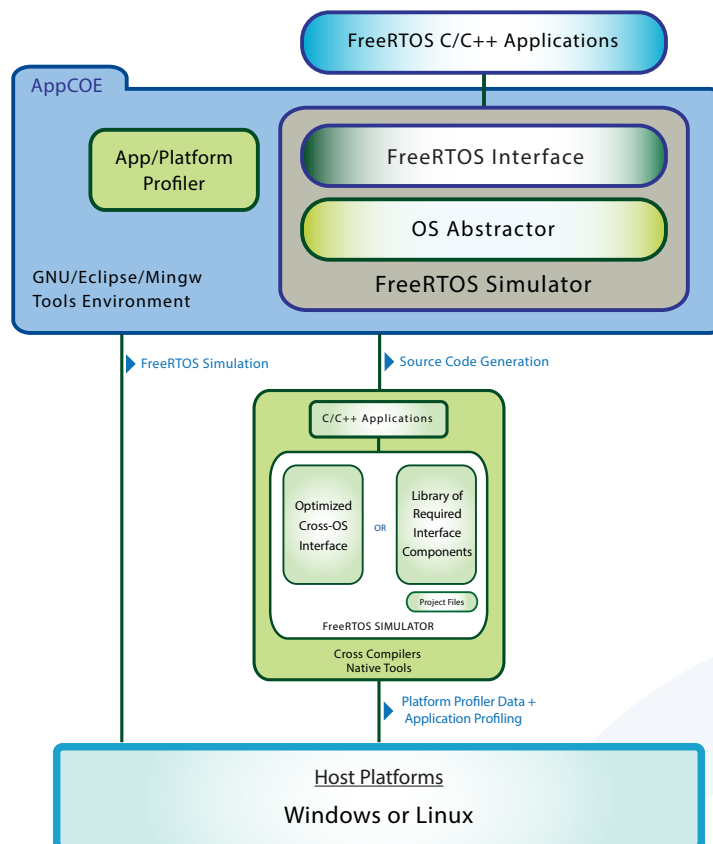 FreeRTOS C/C++ Applications
AppCOE
App/Platform
Profiler
FreeRTOS Interface
OS Abstractor
FreeRTOS Simulator
GNU/Eclipse/Mingw
Tools Environment
FreeRTOS Simulation
Source Code Generation
C/C++ Applications
Optimized
Cross-OS
Interface
OR
Library of
Required
Interface
Components
Project Files
FreeRTOS SIMULATOR
Cross Compilers
Native Tools
Platform Profiler Data +
Application Profiling
Host Platforms
Windows or Linux